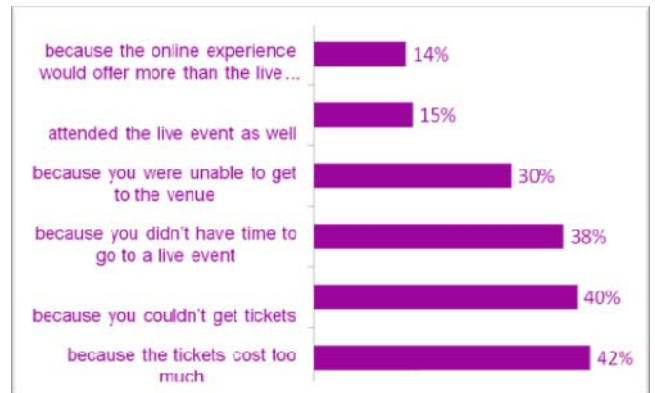 because the online experience
would offer more than the live ...
14%
attended the live event as well
15%
because you were unable to get
to the venue
30%
because you didn't have time to
go to a live event
38%
because you couldn't get tickets
40%
because the tickets cost too
much
42%